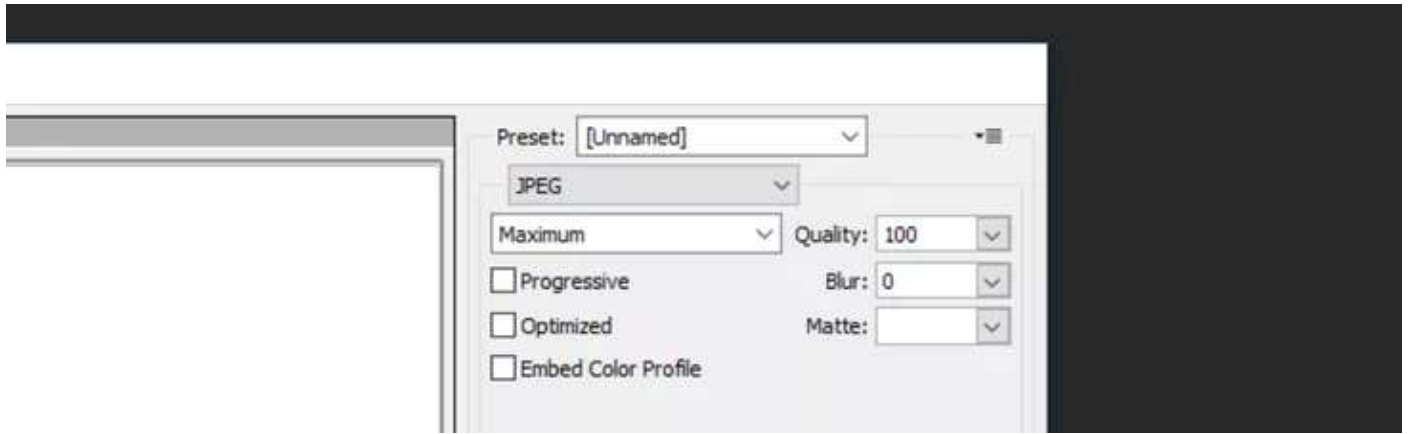 Preset: [Unnamed]
JPEG
Maximum Quality: 100
Progressive Blur: 0
Optimized Matte:
Embed Color Profile